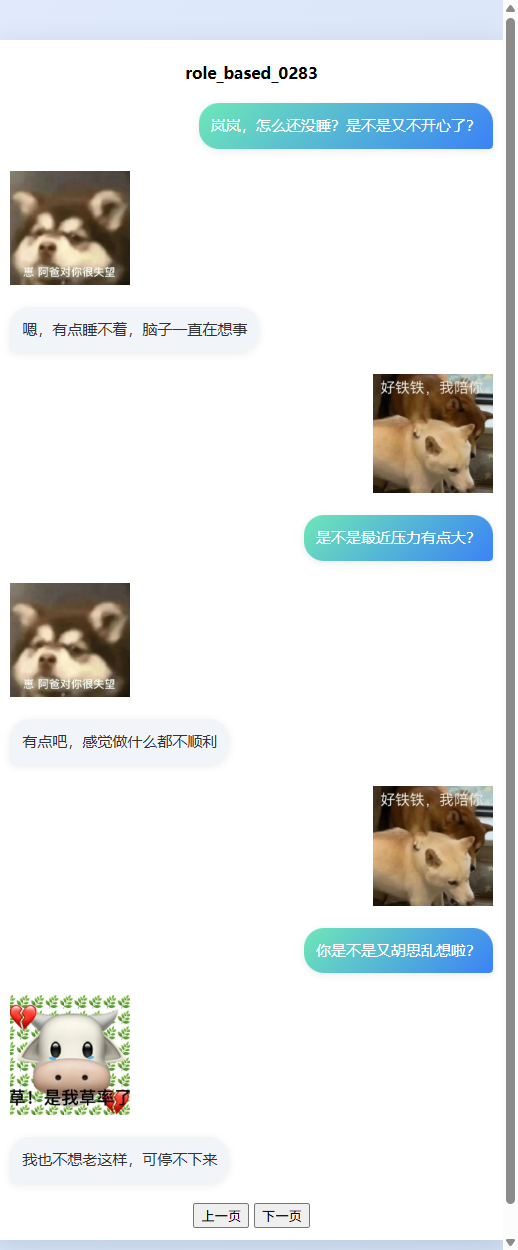 role_based_0283
岚岚，怎么还没睡？是不是又不开心了？
崽 阿爸对你很失望
嗯，有点睡不着，脑子一直在想事
好铁铁，我陪你
是不是最近压力有点大？
崽 阿爸对你很失望
有点吧，感觉做什么都不顺利
好铁铁，我陪你
你是不是又胡思乱想啦？
草！是我草率了
我也不想老这样，可停不下来
上一页 下一页